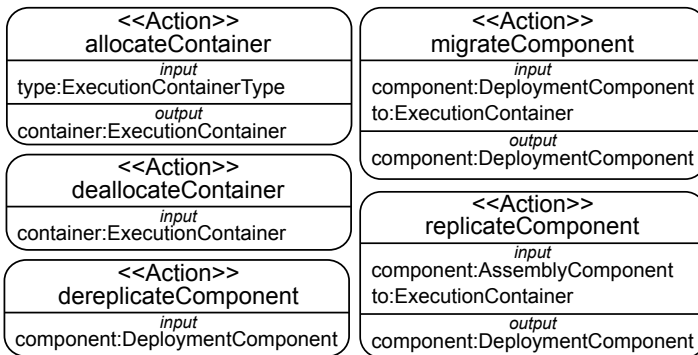 <<Action>>
allocateContainer
input
type:ExecutionContainerType
output
container:ExecutionContainer
<<Action>>
deallocateContainer
input
container:ExecutionContainer
<<Action>>
dereplicateComponent
input
component:DeploymentComponent
<<Action>>
migrateComponent
input
component:DeploymentComponent
to:ExecutionContainer
output
component:DeploymentComponent
<<Action>>
replicateComponent
input
component:AssemblyComponent
to:ExecutionContainer
output
component:DeploymentComponent